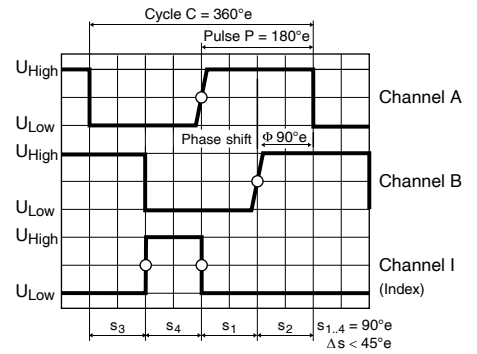 Cycle C = 360°e
Pulse P = 180°e
UHigh
Channel A
ULow
Phase shift Φ 90°e
UHigh
Channel B
ULow
UHigh
Channel I
ULow
(Index)
s3 s4 s1 s2 s1..4 = 90°e
Δs < 45°e